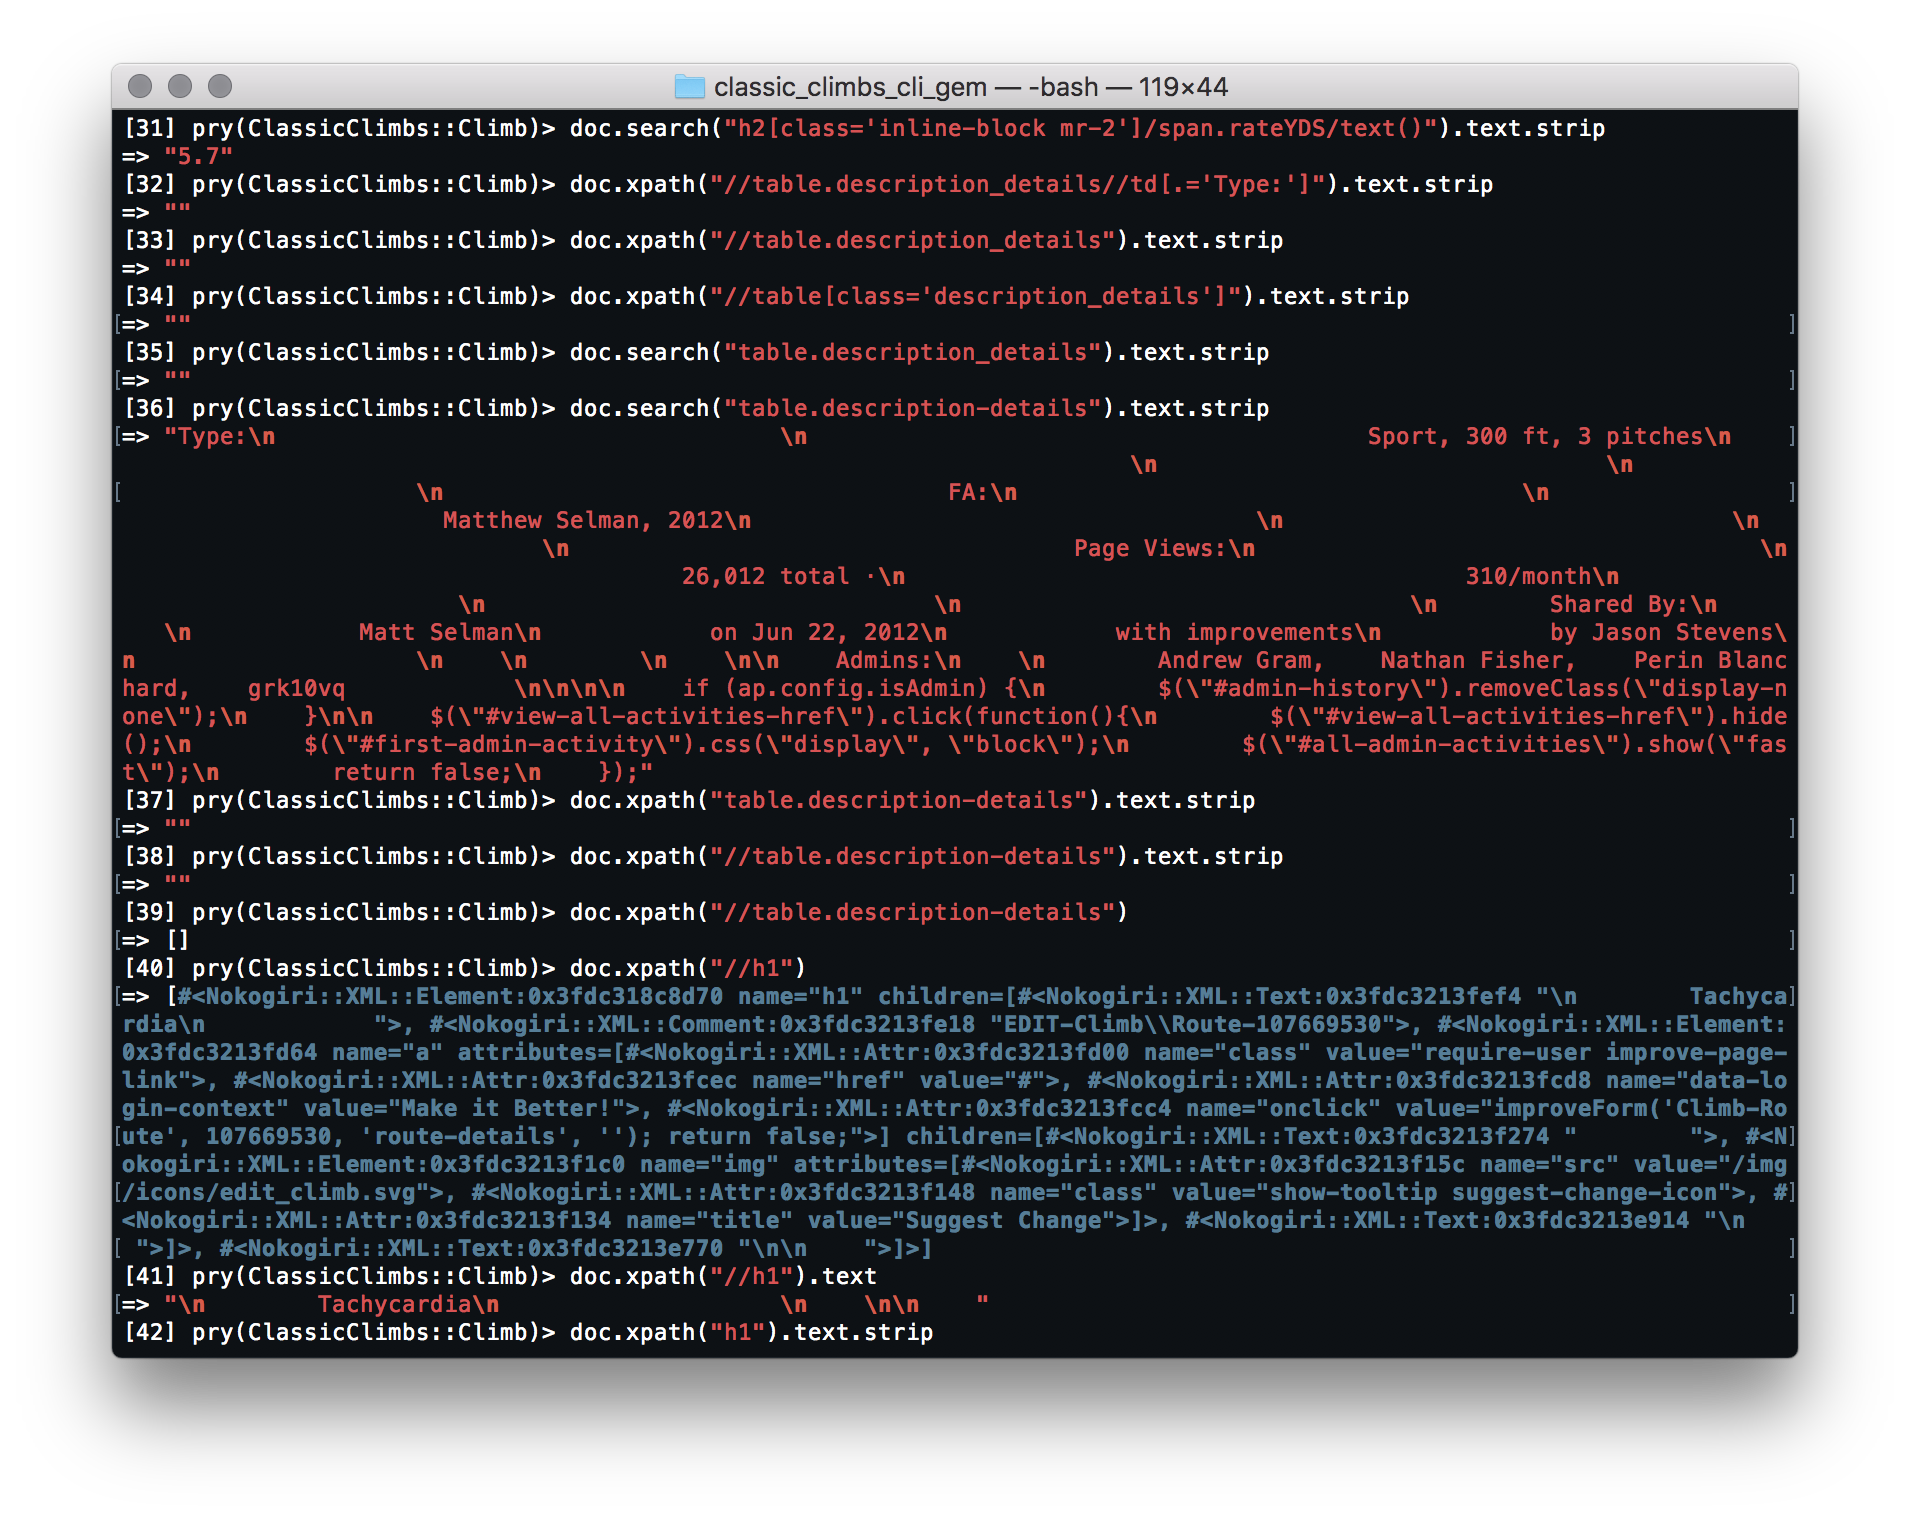 classic_climbs_cli_gem — -bash — 119×44
[31] pry(ClassicClimbs::Climb)> doc.search("h2[class='inline-block mr-2']/span.rateYDS/text()").text.strip
=> "5.7"
[32] pry(ClassicClimbs::Climb)> doc.xpath("//table.description_details//td[.='Type:']").text.strip
=> ""
[33] pry(ClassicClimbs::Climb)> doc.xpath("//table.description_details").text.strip
=> ""
[34] pry(ClassicClimbs::Climb)> doc.xpath("//table[class='description_details']").text.strip
[=> "" ]
[35] pry(ClassicClimbs::Climb)> doc.search("table.description_details").text.strip
[=> "" ]
[36] pry(ClassicClimbs::Climb)> doc.search("table.description-details").text.strip
[=> "Type:\n \n Sport, 300 ft, 3 pitches\n ]
\n \n
[ \n FA:\n \n ]
Matthew Selman, 2012\n \n \n
\n Page Views:\n \n
26,012 total ·\n 310/month\n
\n \n \n Shared By:\n
\n Matt Selman\n on Jun 22, 2012\n with improvements\n by Jason Stevens\
n \n \n \n \n\n Admins:\n \n Andrew Gram, Nathan Fisher, Perin Blanc
hard, grk10vq \n\n\n\n if (ap.config.isAdmin) {\n $(\"#admin-history\").removeClass(\"display-n
one\");\n }\n\n $(\"#view-all-activities-href\").click(function(){\n $(\"#view-all-activities-href\").hide
();\n $(\"#first-admin-activity\").css(\"display\", \"block\");\n $(\"#all-admin-activities\").show(\"fas
t\");\n return false;\n });"
[37] pry(ClassicClimbs::Climb)> doc.xpath("table.description-details").text.strip
[=> "" ]
[38] pry(ClassicClimbs::Climb)> doc.xpath("//table.description-details").text.strip
[=> "" ]
[39] pry(ClassicClimbs::Climb)> doc.xpath("//table.description-details")
[=> [] ]
[40] pry(ClassicClimbs::Climb)> doc.xpath("//h1")
[=> [#<Nokogiri::XML::Element:0x3fdc318c8d70 name="h1" children=[#<Nokogiri::XML::Text:0x3fdc3213fef4 "\n Tachyca]
rdia\n ">, #<Nokogiri::XML::Comment:0x3fdc3213fe18 "EDIT-Climb\\Route-107669530">, #<Nokogiri::XML::Element:
0x3fdc3213fd64 name="a" attributes=[#<Nokogiri::XML::Attr:0x3fdc3213fd00 name="class" value="require-user improve-page-
link">, #<Nokogiri::XML::Attr:0x3fdc3213fcec name="href" value="#">, #<Nokogiri::XML::Attr:0x3fdc3213fcd8 name="data-lo
gin-context" value="Make it Better!">, #<Nokogiri::XML::Attr:0x3fdc3213fcc4 name="onclick" value="improveForm('Climb-Ro
[ute', 107669530, 'route-details', ''); return false;">] children=[#<Nokogiri::XML::Text:0x3fdc3213f274 " ">, #<N]
okogiri::XML::Element:0x3fdc3213f1c0 name="img" attributes=[#<Nokogiri::XML::Attr:0x3fdc3213f15c name="src" value="/img
[/icons/edit_climb.svg">, #<Nokogiri::XML::Attr:0x3fdc3213f148 name="class" value="show-tooltip suggest-change-icon">, #]
<Nokogiri::XML::Attr:0x3fdc3213f134 name="title" value="Suggest Change">]>, #<Nokogiri::XML::Text:0x3fdc3213e914 "\n
[ ">]>, #<Nokogiri::XML::Text:0x3fdc3213e770 "\n\n ">]>] ]
[41] pry(ClassicClimbs::Climb)> doc.xpath("//h1").text
[=> "\n Tachycardia\n \n \n\n " ]
[42] pry(ClassicClimbs::Climb)> doc.xpath("h1").text.strip